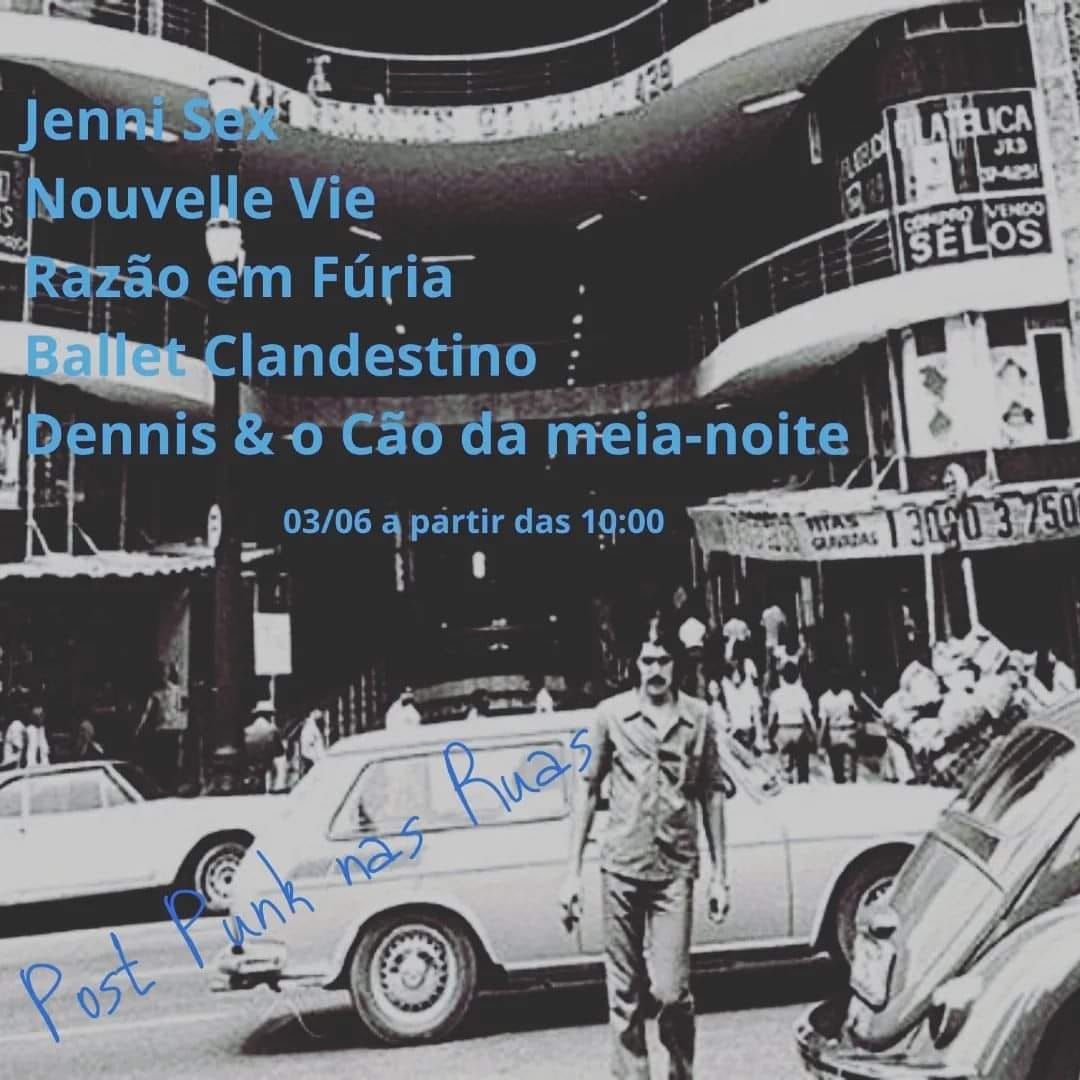 Jenni Sex
Nouvelle Vie
Razão em Fúria
Ballet Clandestino
Dennis & o Cão da meia-noite
03/06 a partir das 10:00
FILATELICA
COMPRO VENDO
SELOS
Post Punk nas Ruas